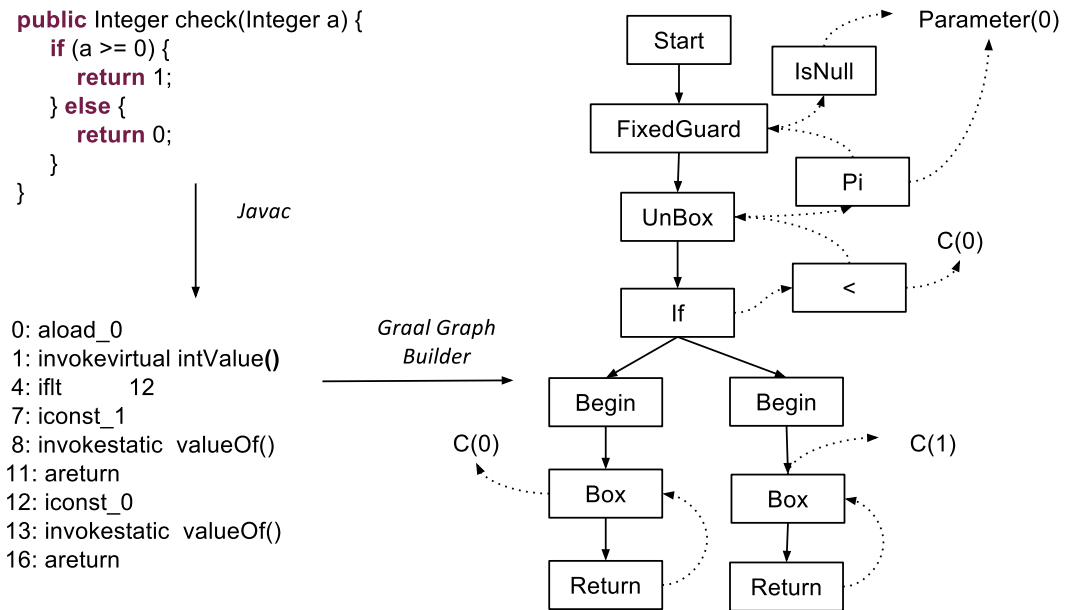 public Integer check(Integer a) {
if (a >= 0) {
return 1;
} else {
return 0;
}
}
Javac
0: aload_0
1: invokevirtual intValue()
4: iflt 12
7: iconst_1
8: invokestatic valueOf()
11: areturn
12: iconst_0
13: invokestatic valueOf()
16: areturn
Graal Graph
Builder
Start
Parameter(0)
IsNull
FixedGuard
Pi
UnBox
C(0)
<
If
Begin
Begin
C(0)
C(1)
Box
Box
Return
Return